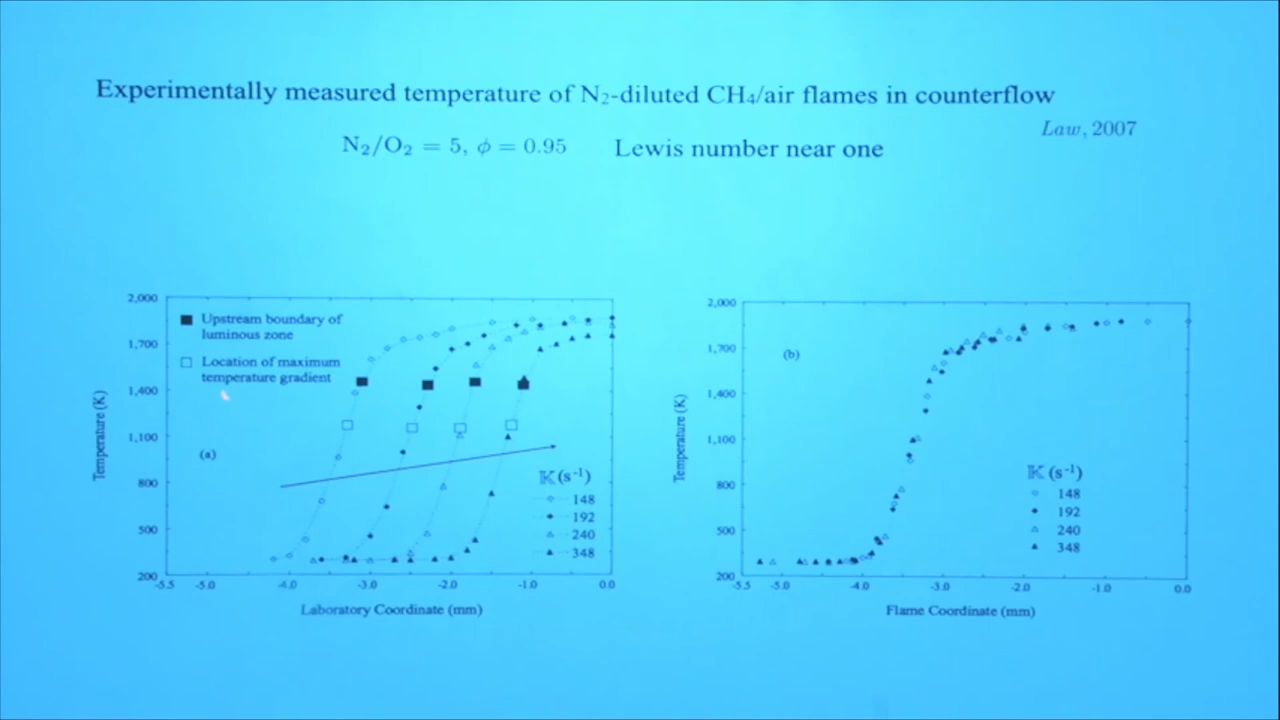 Experimentally measured temperature of N₂-diluted CH₄/air flames in counterflow
Law, 2007
N₂/O₂ = 5, ϕ = 0.95 Lewis number near one
2,000
1,700
1,400
1,100
800
500
200
Temperature (K)
Upstream boundary of
luminous zone
Location of maximum
temperature gradient
(a)
𝕂 (s⁻¹)
148
192
240
348
-5.5 -5.0 -4.0 -3.0 -2.0 -1.0 0.0
Laboratory Coordinate (mm)
2,000
1,700
1,400
1,100
800
500
200
Temperature (K)
(b)
𝕂 (s⁻¹)
148
192
240
348
-5.5 -5.0 -4.0 -3.0 -2.0 -1.0 0.0
Flame Coordinate (mm)